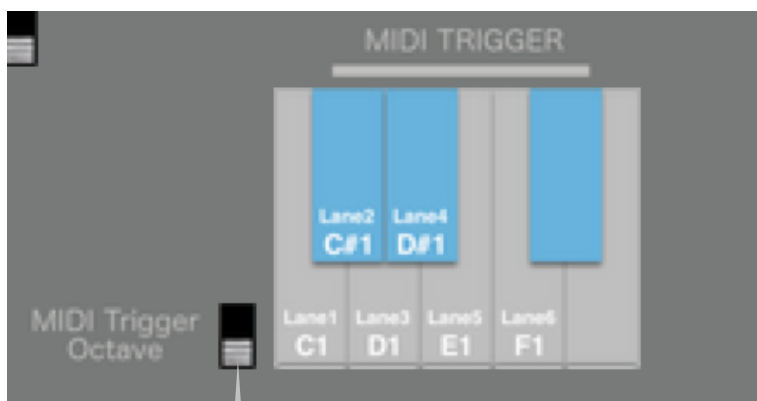 MIDI TRIGGER
Lane2 Lane4
C#1 D#1
MIDI Trigger
Octave
Lane1 Lane3 Lane5 Lane6
C1 D1 E1 F1